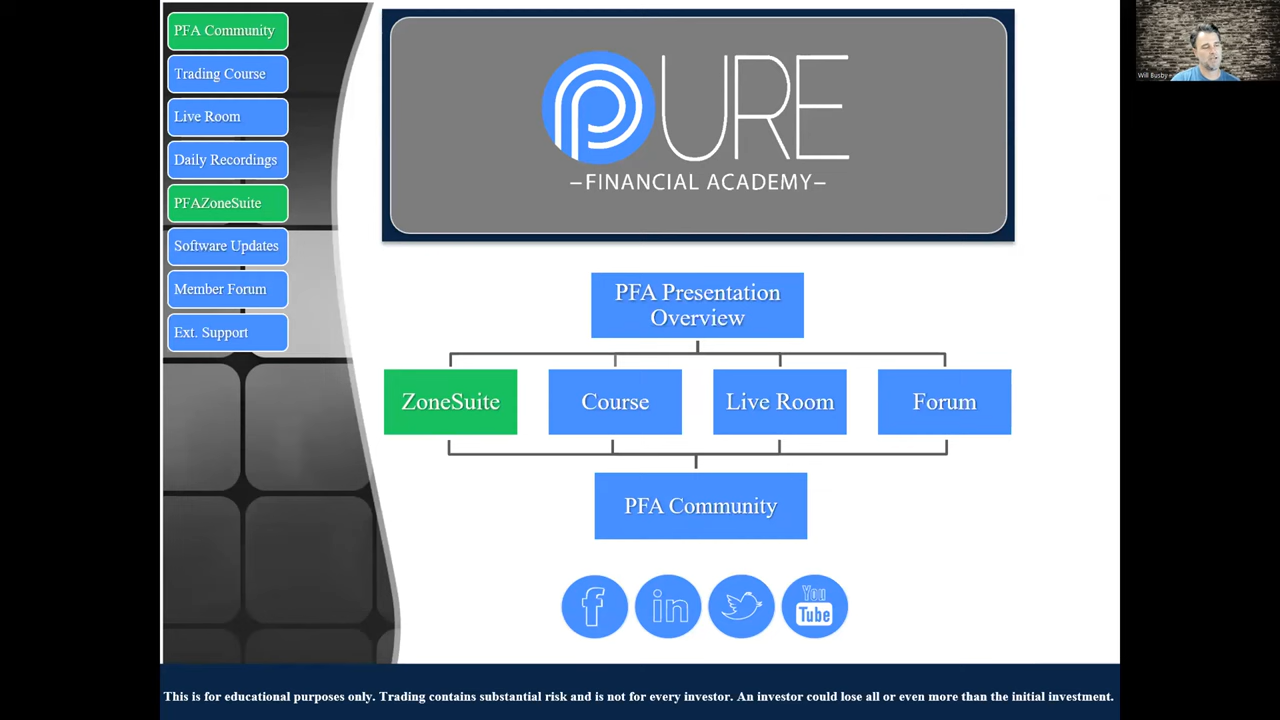 PFA Community
Trading Course
Live Room
Daily Recordings
PFAZoneSuite
Software Updates
Member Forum
Ext. Support
PURE
–FINANCIAL ACADEMY–
PFA Presentation
Overview
ZoneSuite
Course
Live Room
Forum
PFA Community
f
in
You
Tube
This is for educational purposes only. Trading contains substantial risk and is not for every investor. An investor could lose all or even more than the initial investment.
Will Busby